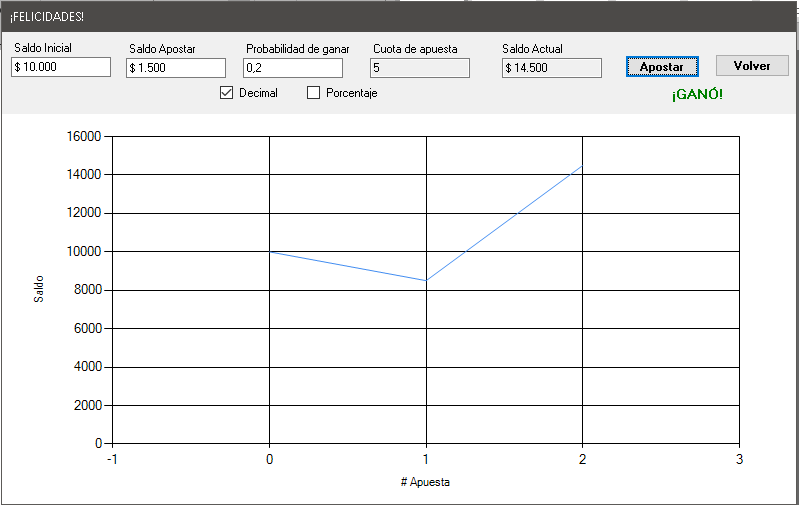 ¡FELICIDADES!
Saldo Inicial Saldo Apostar Probabilidad de ganar Cuota de apuesta Saldo Actual
$ 10.000 $ 1.500 0,2 5 $ 14.500 Apostar Volver
Decimal Porcentaje ¡GANÓ!
16000
14000
12000
10000
8000
6000
4000
2000
0
Saldo
-1 0 1 2 3
# Apuesta